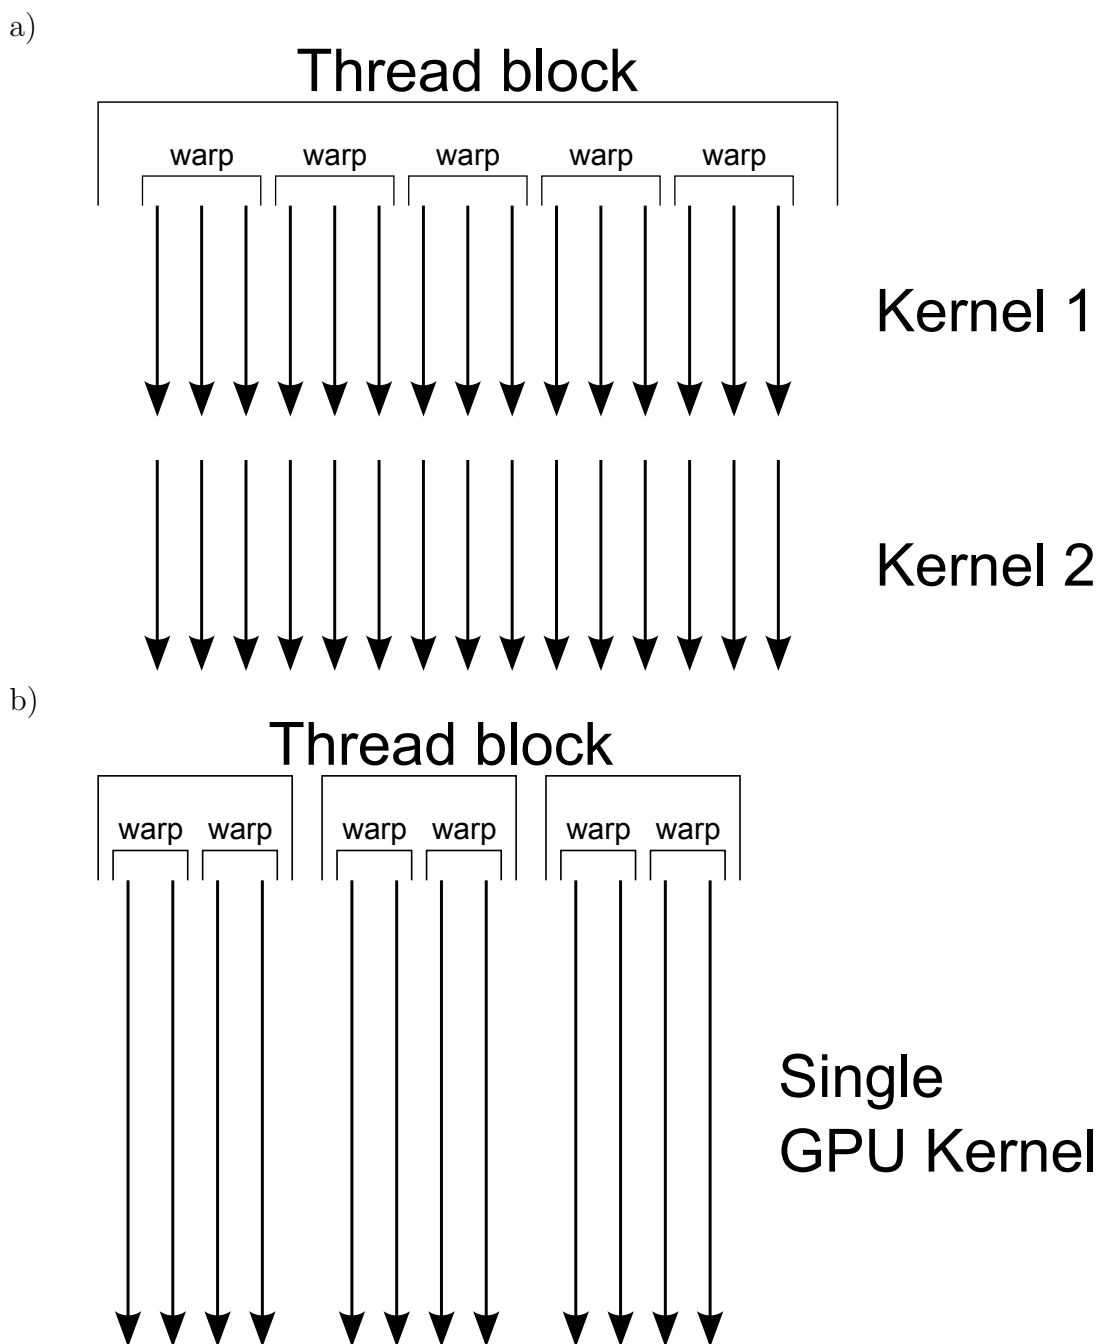 a)
Thread block
warp warp warp warp warp
Kernel 1
Kernel 2
b)
Thread block
warp warp warp warp warp warp
Single
GPU Kernel